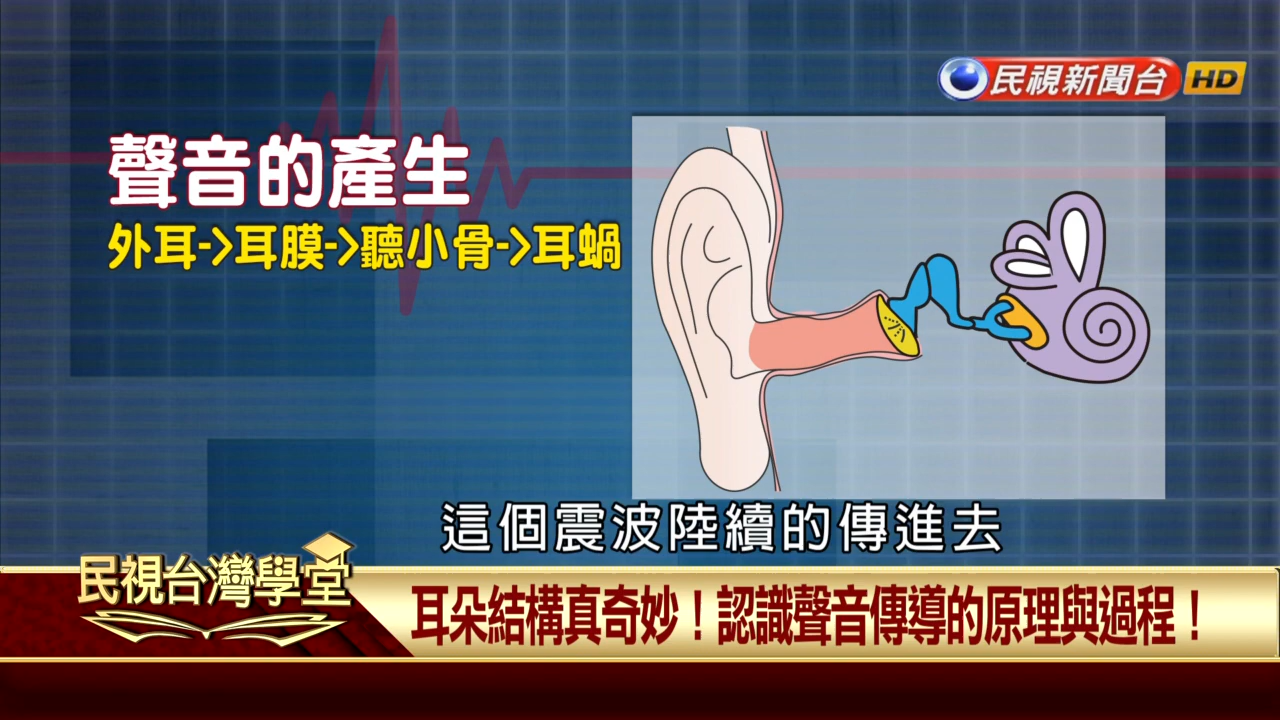 民視新聞台 HD
聲音的產生
外耳->耳膜->聽小骨->耳蝸
這個震波陸續的傳進去
民視台灣學堂
耳朵結構真奇妙！認識聲音傳導的原理與過程！